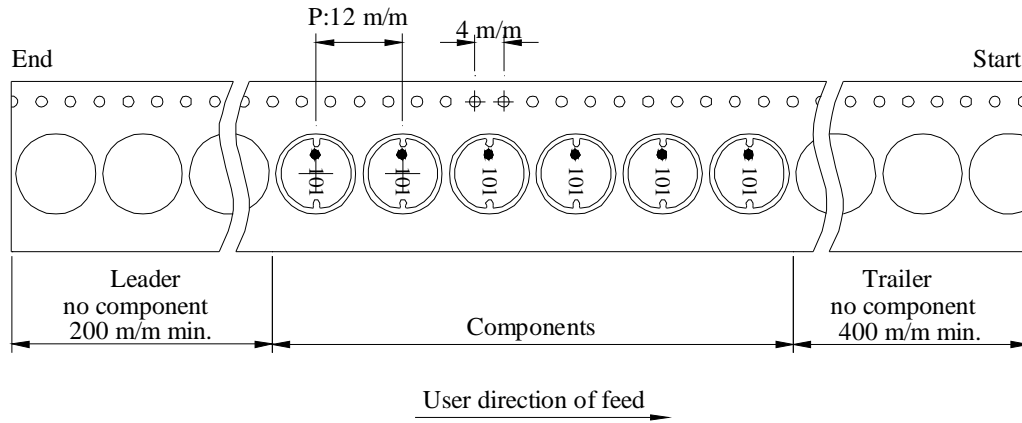 P:12 m/m
4 m/m
End
Start
101 101 101 101 101 101
Leader
no component
200 m/m min.
Components
Trailer
no component
400 m/m min.
User direction of feed